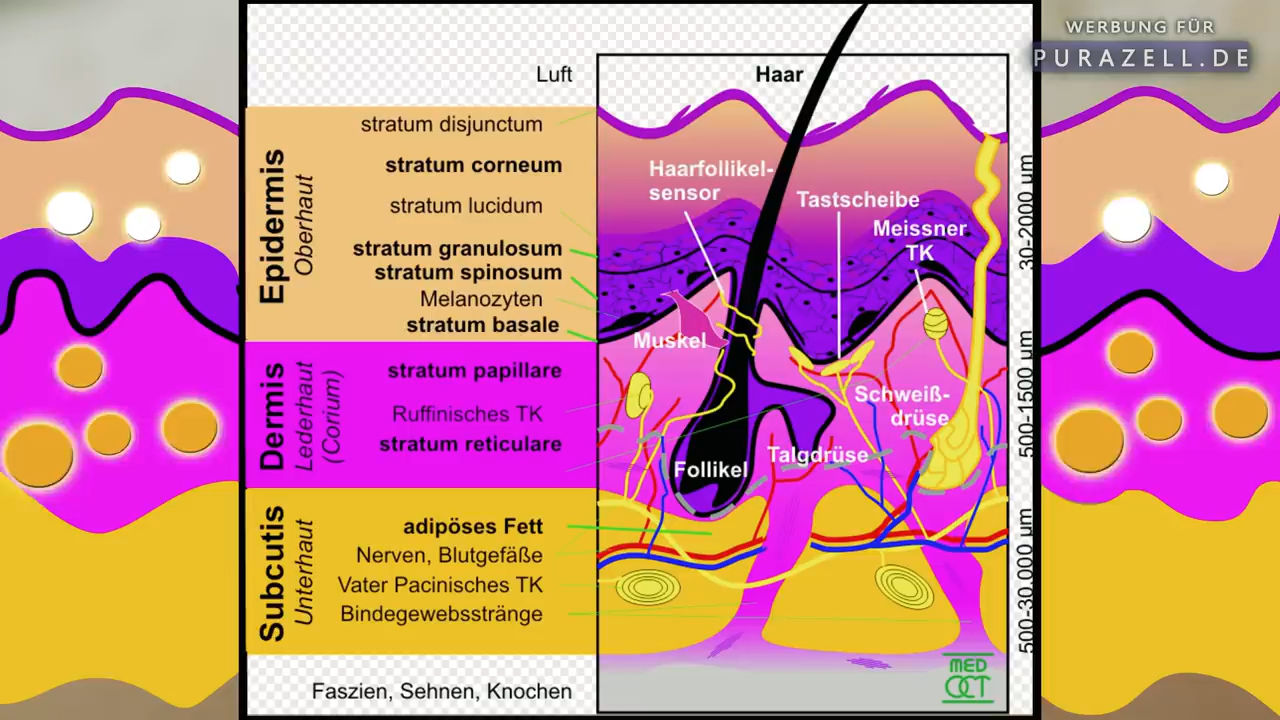 WERBUNG FÜR
PURAZELL.DE
Luft
Haar
Epidermis
Oberhaut
stratum disjunctum
stratum corneum
stratum lucidum
stratum granulosum
stratum spinosum
Melanozyten
stratum basale
Dermis
Lederhaut
(Corium)
stratum papillare
Ruffinisches TK
stratum reticulare
Subcutis
Unterhaut
adipöses Fett
Nerven, Blutgefäße
Vater Pacinisches TK
Bindegewebsstränge
Faszien, Sehnen, Knochen
Haarfollikel-
sensor
Tastscheibe
Meissner
TK
Muskel
Schweiß-
drüse
Talgdrüse
Follikel
30-2000 um
500-1500 um
500-30.000 um
MED
OCT